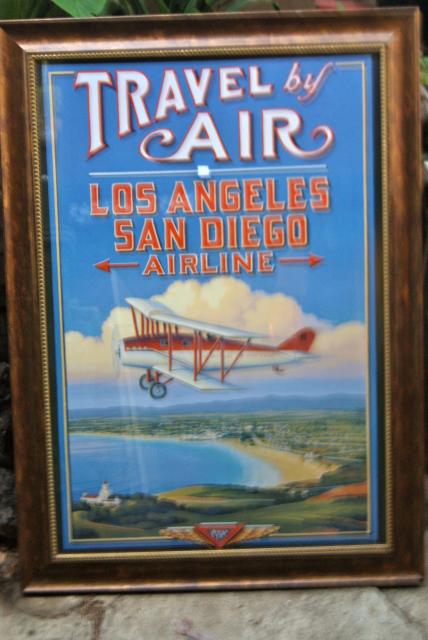 TRAVEL by
AIR
LOS ANGELES
SAN DIEGO
AIRLINE